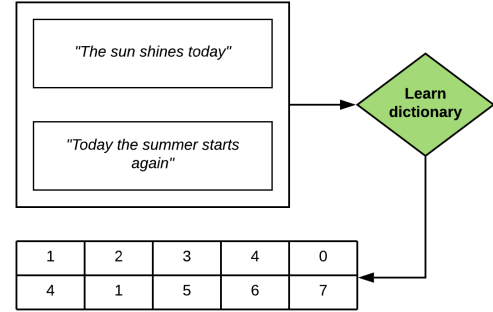 "The sun shines today"
"Today the summer starts
again"
Learn
dictionary
1 2 3 4 0
4 1 5 6 7